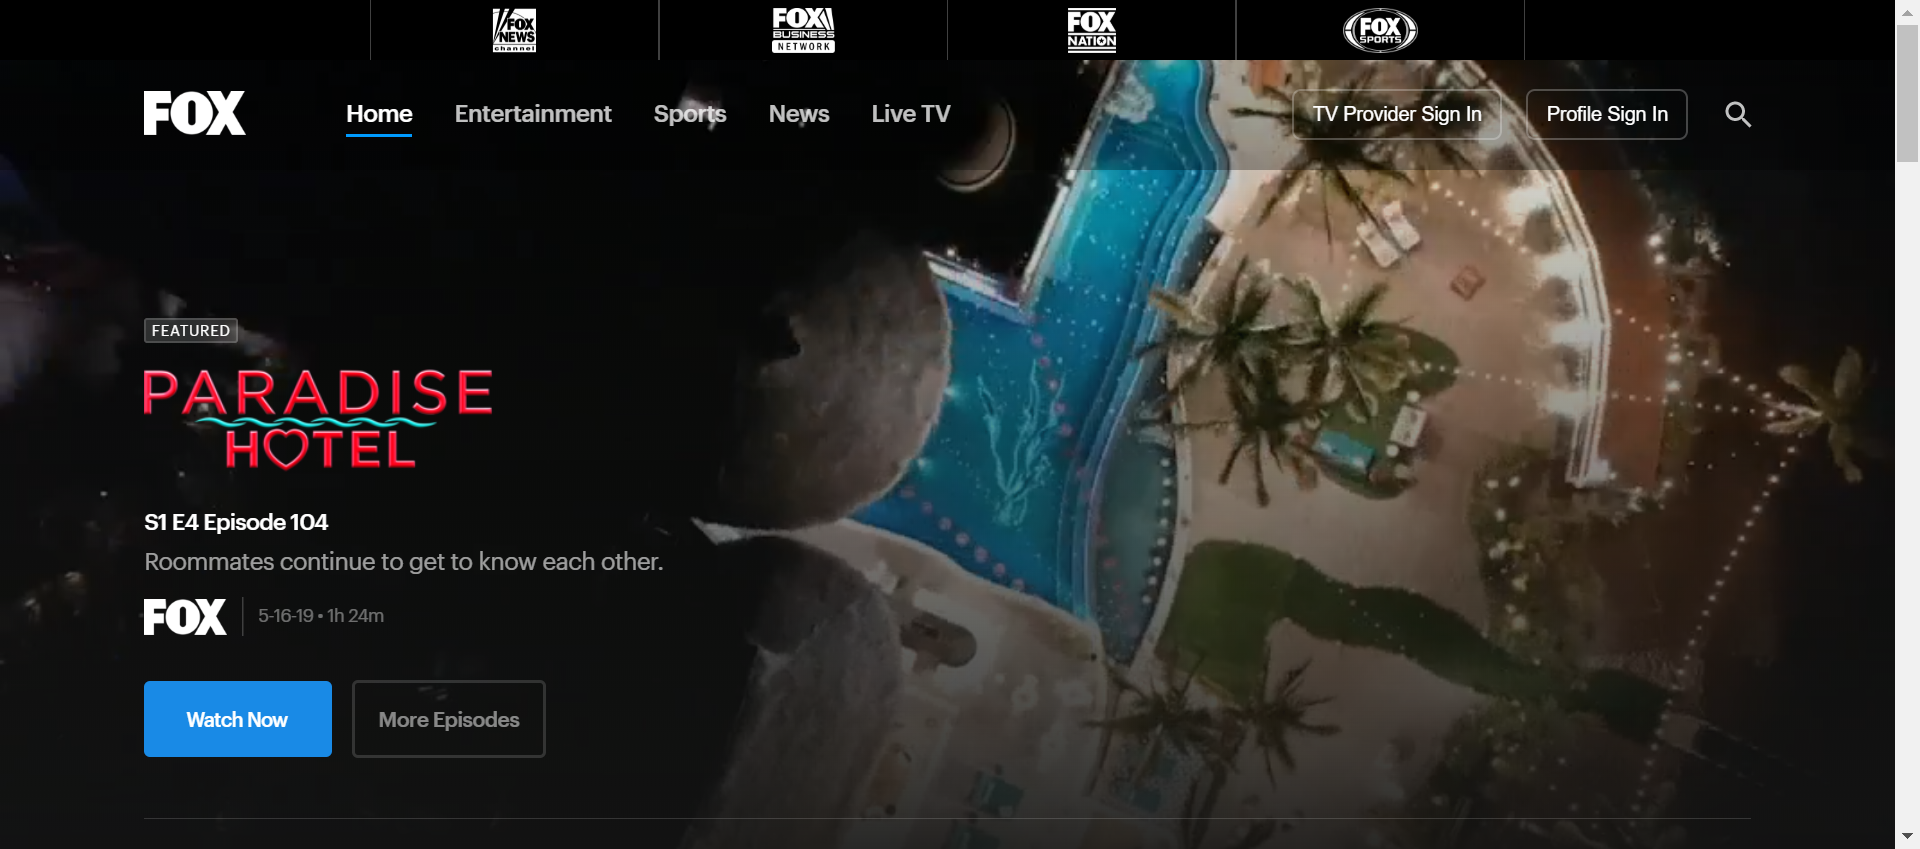 FOX NEWS channel
FOX BUSINESS NETWORK
FOX NATION
FOX SPORTS
FOX
Home
Entertainment
Sports
News
Live TV
TV Provider Sign In
Profile Sign In
FEATURED
PARADISE
HOTEL
S1 E4 Episode 104
Roommates continue to get to know each other.
FOX
5-16-19 • 1h 24m
Watch Now
More Episodes